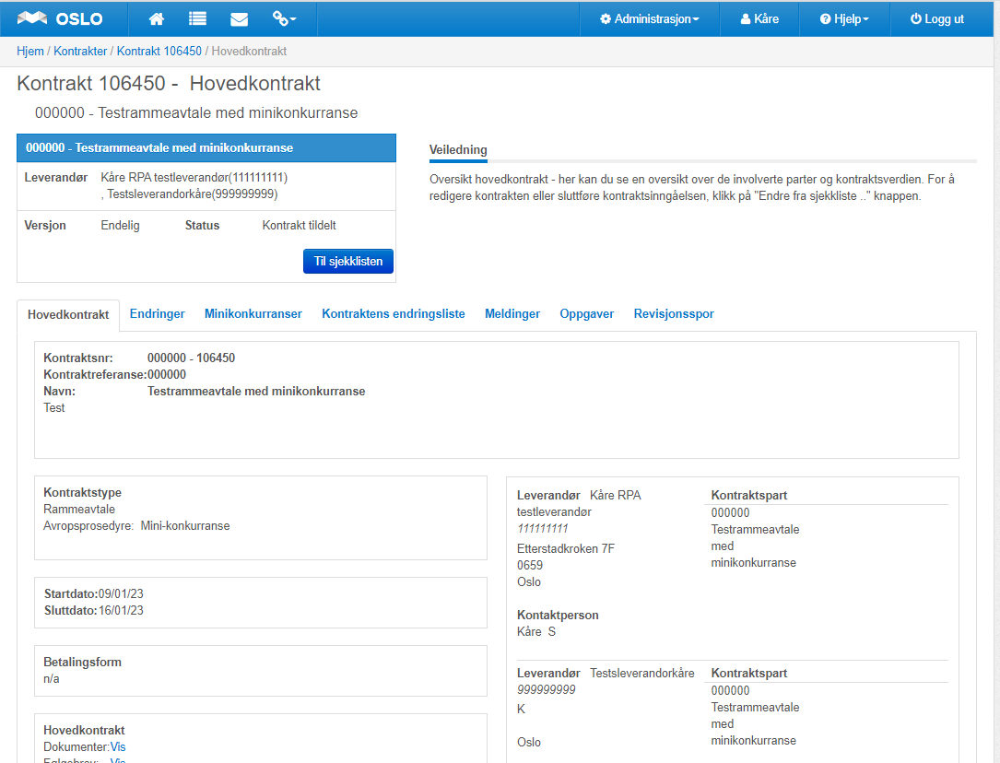 OSLO
Administrasjon
Kåre
Hjelp
Logg ut
Hjem / Kontrakter / Kontrakt 106450 / Hovedkontrakt
Kontrakt 106450 - Hovedkontrakt
000000 - Testrammeavtale med minikonkurranse
000000 - Testrammeavtale med minikonkurranse
Leverandør Kåre RPA testleverandør(111111111)
, Testsleverandorkåre(999999999)
Versjon Endelig Status Kontrakt tildelt
Til sjekklisten
Veiledning
Oversikt hovedkontrakt - her kan du se en oversikt over de involverte parter og kontraktsverdien. For å
redigere kontrakten eller sluttføre kontraktsinngåelsen, klikk på "Endre fra sjekkliste .." knappen.
Hovedkontrakt Endringer Minikonkurranser Kontraktens endringsliste Meldinger Oppgaver Revisjonsspor
Kontraktsnr: 000000 - 106450
Kontraktreferanse:000000
Navn: Testrammeavtale med minikonkurranse
Test
Kontraktstype
Rammeavtale
Avropsprosedyre: Mini-konkurranse
Startdato:09/01/23
Sluttdato:16/01/23
Betalingsform
n/a
Hovedkontrakt
Dokumenter:Vis
Følgebrev: Vis
Leverandør Kåre RPA
testleverandør
111111111
Etterstadkroken 7F
0659
Oslo
Kontraktspart
000000
Testrammeavtale
med
minikonkurranse
Kontaktperson
Kåre S
Leverandør Testsleverandorkåre
999999999
K
Oslo
Kontraktspart
000000
Testrammeavtale
med
minikonkurranse